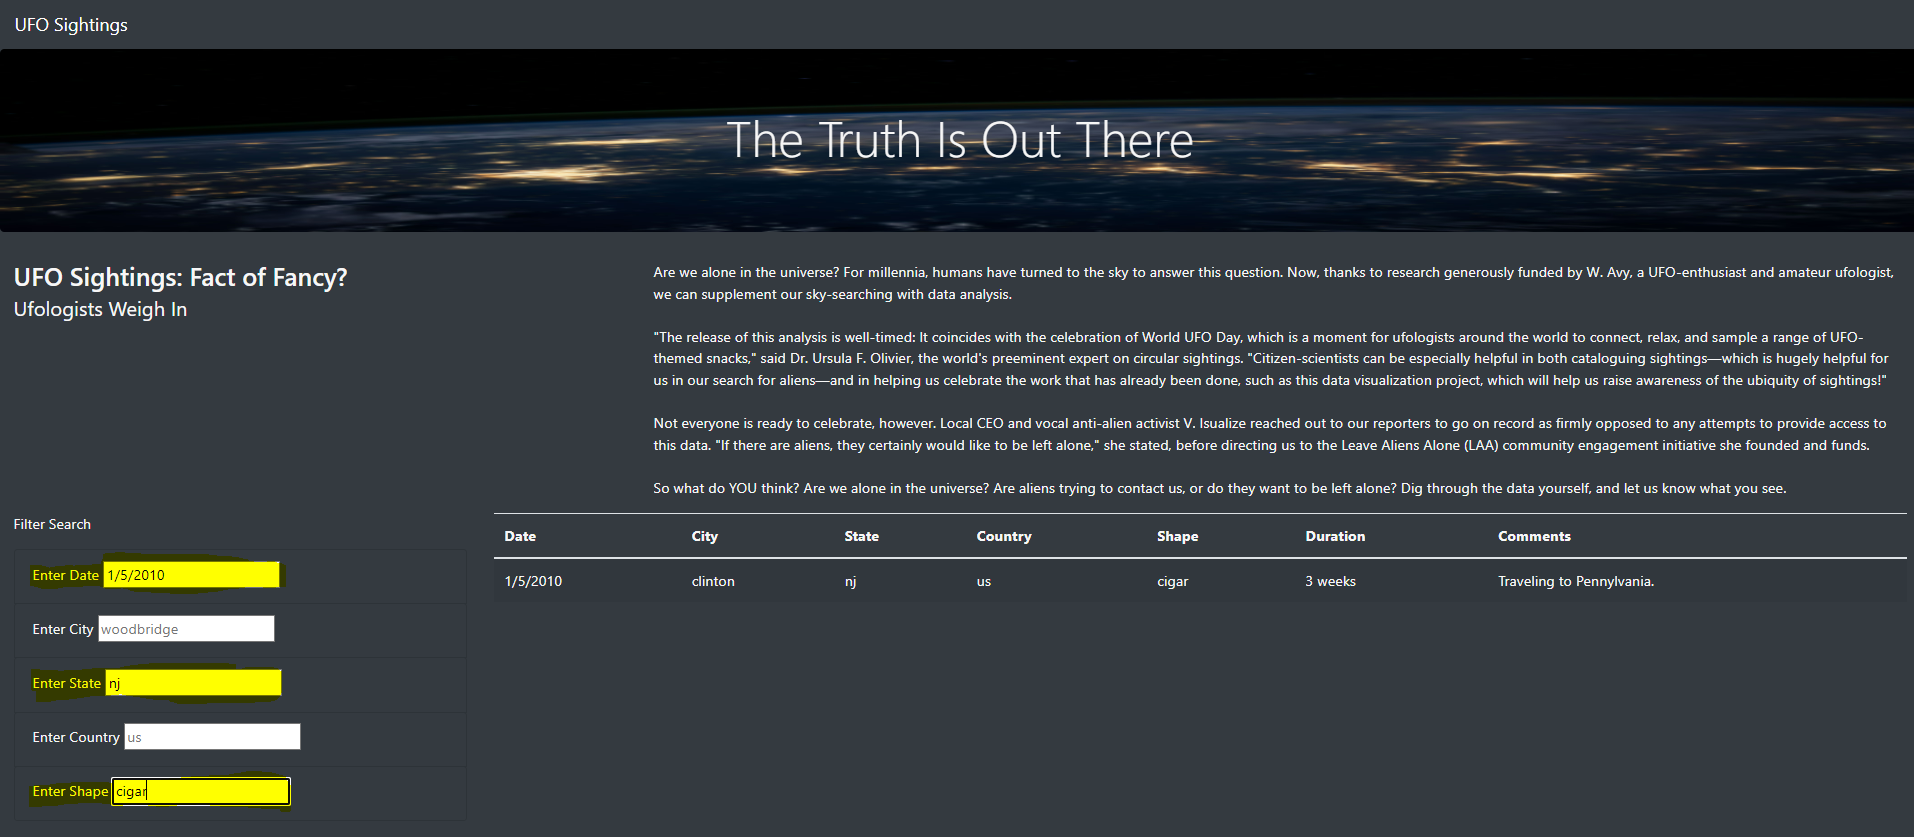 UFO Sightings
The Truth Is Out There
UFO Sightings: Fact of Fancy?
Ufologists Weigh In
Are we alone in the universe? For millennia, humans have turned to the sky to answer this question. Now, thanks to research generously funded by W. Avy, a UFO-enthusiast and amateur ufologist,
we can supplement our sky-searching with data analysis.
"The release of this analysis is well-timed: It coincides with the celebration of World UFO Day, which is a moment for ufologists around the world to connect, relax, and sample a range of UFO-
themed snacks," said Dr. Ursula F. Olivier, the world's preeminent expert on circular sightings. "Citizen-scientists can be especially helpful in both cataloguing sightings—which is hugely helpful for
us in our search for aliens—and in helping us celebrate the work that has already been done, such as this data visualization project, which will help us raise awareness of the ubiquity of sightings!"
Not everyone is ready to celebrate, however. Local CEO and vocal anti-alien activist V. Isualize reached out to our reporters to go on record as firmly opposed to any attempts to provide access to
this data. "If there are aliens, they certainly would like to be left alone," she stated, before directing us to the Leave Aliens Alone (LAA) community engagement initiative she founded and funds.
So what do YOU think? Are we alone in the universe? Are aliens trying to contact us, or do they want to be left alone? Dig through the data yourself, and let us know what you see.
Filter Search
Enter Date 1/5/2010
Enter City woodbridge
Enter State nj
Enter Country us
Enter Shape cigar
Date City State Country Shape Duration Comments
1/5/2010 clinton nj us cigar 3 weeks Traveling to Pennylvania.